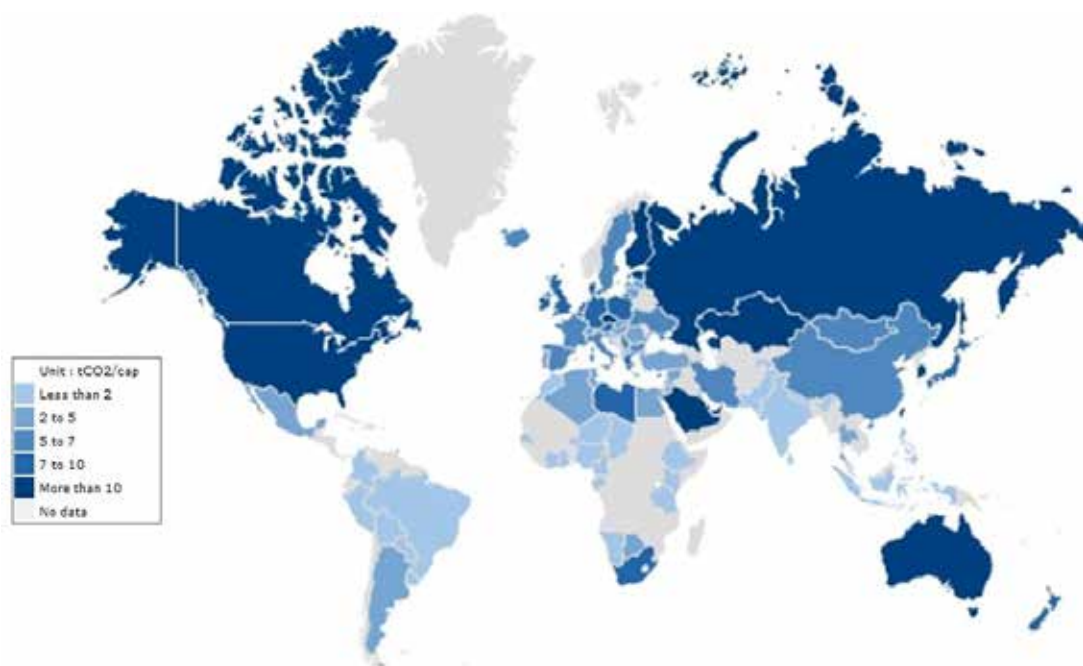 Unit : tCO2/cap
Less than 2
2 to 5
5 to 7
7 to 10
More than 10
No data